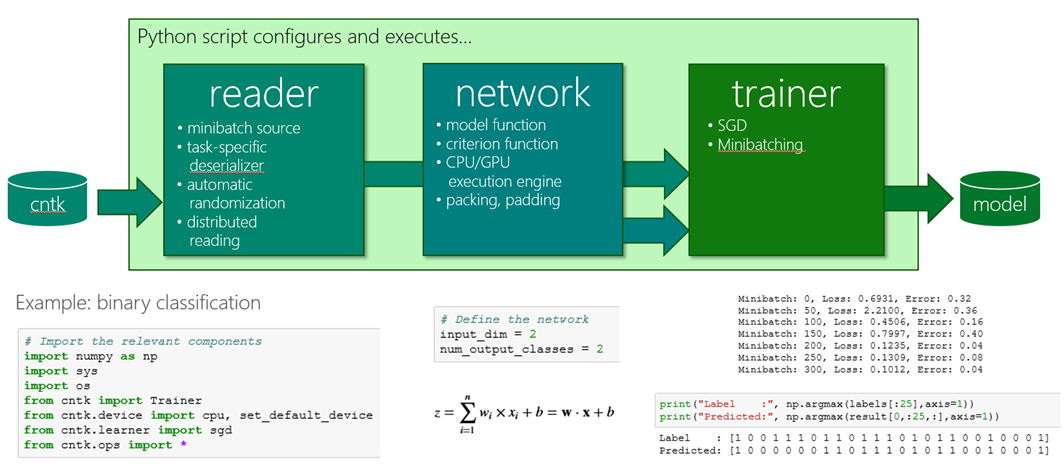 Python script configures and executes...
reader
• minibatch source
• task-specific
deserializer
• automatic
randomization
• distributed
reading
network
• model function
• criterion function
• CPU/GPU
execution engine
• packing, padding
trainer
• SGD
• Minibatching
cntk
model
Example: binary classification
# Import the relevant components
import numpy as np
import sys
import os
from cntk import Trainer
from cntk.device import cpu, set_default_device
from cntk.learner import sgd
from cntk.ops import *
# Define the network
input_dim = 2
num_output_classes = 2
z = ∑ⁿᵢ₌₁ wᵢ × xᵢ + b = w · x + b
Minibatch: 0, Loss: 0.6931, Error: 0.32
Minibatch: 50, Loss: 2.2100, Error: 0.36
Minibatch: 100, Loss: 0.4506, Error: 0.16
Minibatch: 150, Loss: 0.7997, Error: 0.40
Minibatch: 200, Loss: 0.1235, Error: 0.04
Minibatch: 250, Loss: 0.1309, Error: 0.08
Minibatch: 300, Loss: 0.1012, Error: 0.04
print("Label    :", np.argmax(labels[:25],axis=1))
print("Predicted:", np.argmax(result[0,:25,:],axis=1))
Label    : [1 0 0 1 1 1 0 1 1 0 1 1 1 0 1 0 1 1 0 0 1 0 0 0 1]
Predicted: [1 0 0 0 0 0 0 1 1 0 1 1 1 0 1 0 1 1 0 0 1 0 0 0 1]